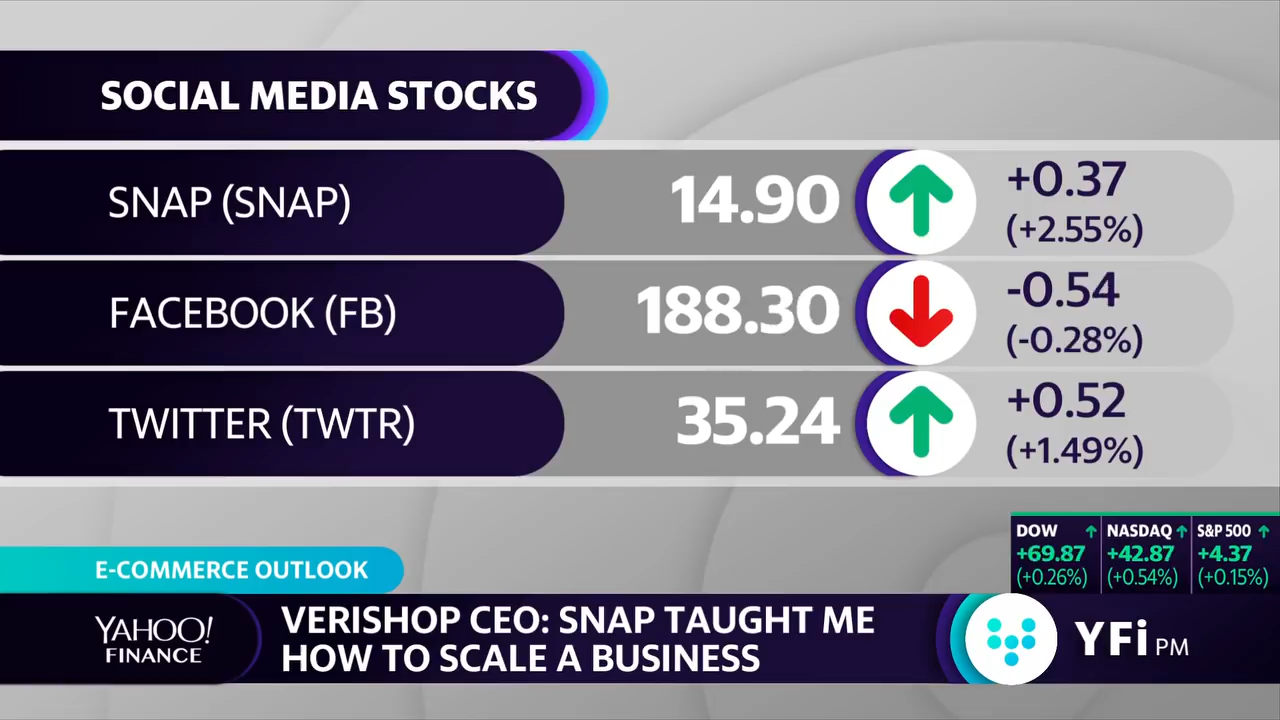 SOCIAL MEDIA STOCKS
SNAP (SNAP) 14.90 +0.37
(+2.55%)
FACEBOOK (FB) 188.30 -0.54
(-0.28%)
TWITTER (TWTR) 35.24 +0.52
(+1.49%)
DOW NASDAQ S&P 500
+69.87 +42.87 +4.37
(+0.26%) (+0.54%) (+0.15%)
E-COMMERCE OUTLOOK
YAHOO!
FINANCE
VERISHOP CEO: SNAP TAUGHT ME
HOW TO SCALE A BUSINESS
YFi PM